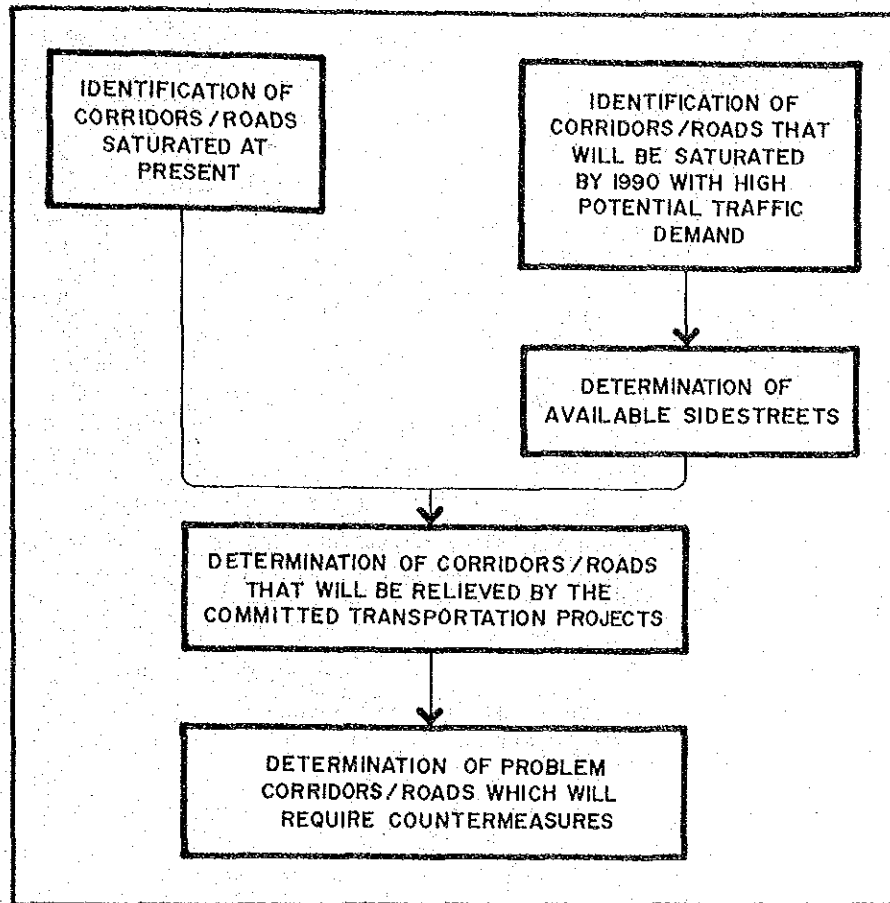 IDENTIFICATION OF
CORRIDORS/ROADS
SATURATED AT
PRESENT
IDENTIFICATION OF
CORRIDORS/ROADS THAT
WILL BE SATURATED
BY 1990 WITH HIGH
POTENTIAL TRAFFIC
DEMAND
DETERMINATION OF
AVAILABLE SIDESTREETS
DETERMINATION OF CORRIDORS/ROADS
THAT WILL BE RELIEVED BY THE
COMMITTED TRANSPORTATION PROJECTS
DETERMINATION OF PROBLEM
CORRIDORS/ROADS WHICH WILL
REQUIRE COUNTERMEASURES